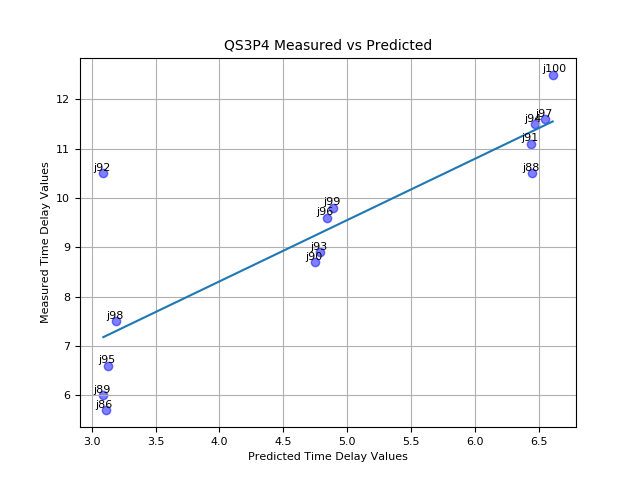 QS3P4 Measured vs Predicted
j100
j97
j94
j91
j92
j88
j99
j96
j93
j90
j98
j95
j89
j86
12
11
10
9
8
7
6
Measured Time Delay Values
3.0 3.5 4.0 4.5 5.0 5.5 6.0 6.5
Predicted Time Delay Values